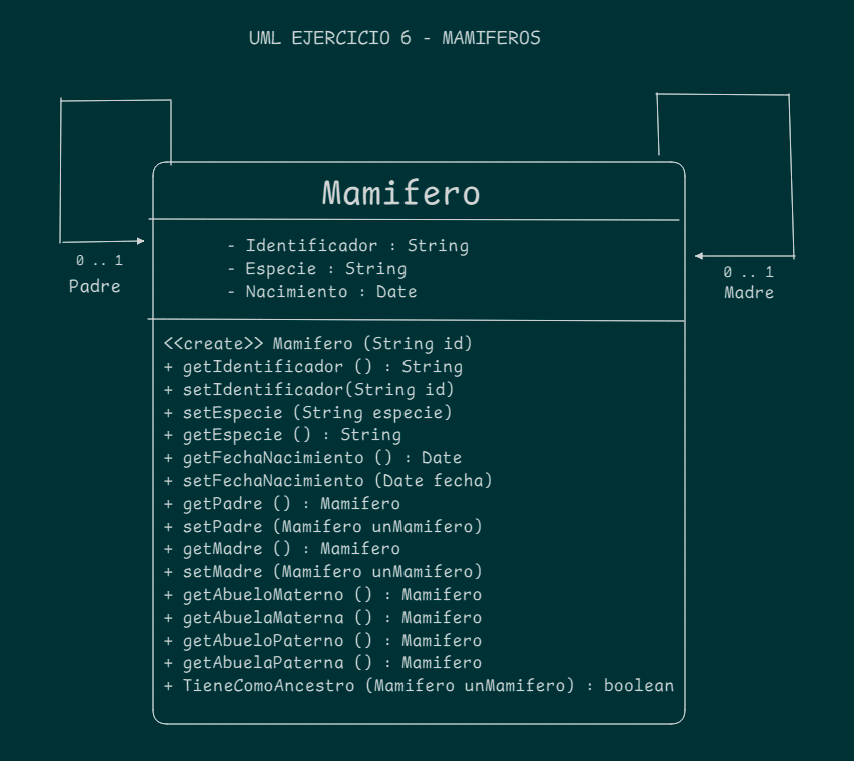 UML EJERCICIO 6 - MAMIFEROS
Mamifero
- Identificador : String
- Especie : String
- Nacimiento : Date
0 .. 1
Padre
0 .. 1
Madre
<<create>> Mamifero (String id)
+ getIdentificador () : String
+ setIdentificador(String id)
+ setEspecie (String especie)
+ getEspecie () : String
+ getFechaNacimiento () : Date
+ setFechaNacimiento (Date fecha)
+ getPadre () : Mamifero
+ setPadre (Mamifero unMamifero)
+ getMadre () : Mamifero
+ setMadre (Mamifero unMamifero)
+ getAbueloMaterno () : Mamifero
+ getAbuelaMaterna () : Mamifero
+ getAbueloPaterno () : Mamifero
+ getAbuelaPaterna () : Mamifero
+ TieneComoAncestro (Mamifero unMamifero) : boolean